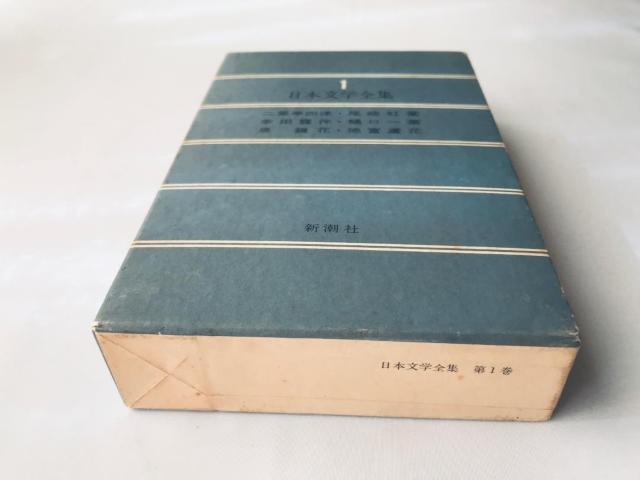 1
日本文学全集
二葉亭四迷・尾崎紅葉
幸田露伴・樋口一葉
泉 鏡花・徳冨蘆花
新潮社
日本文学全集 第1巻